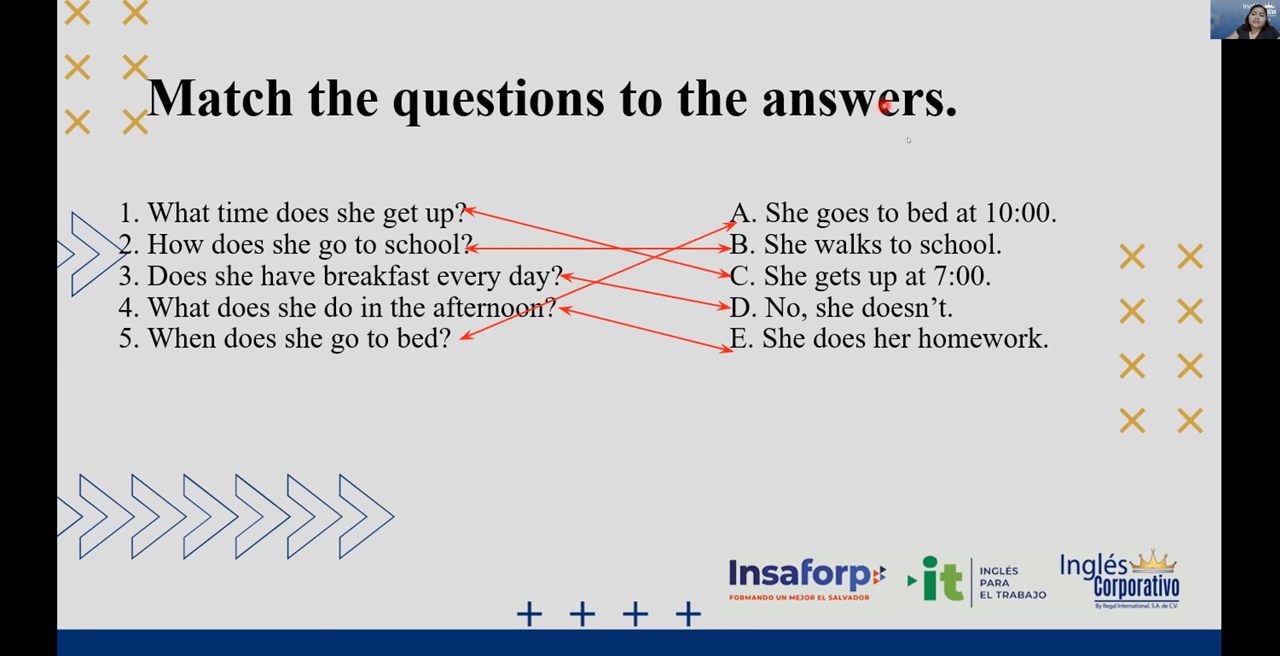 Match the questions to the answers.
1. What time does she get up?
2. How does she go to school?
3. Does she have breakfast every day?
4. What does she do in the afternoon?
5. When does she go to bed?
A. She goes to bed at 10:00.
B. She walks to school.
C. She gets up at 7:00.
D. No, she doesn’t.
E. She does her homework.
Insaforp
FORMANDO UN MEJOR EL SALVADOR
it
INGLÉS
PARA
EL TRABAJO
Inglés
Corporativo
By Regal International, S.A. de C.V.